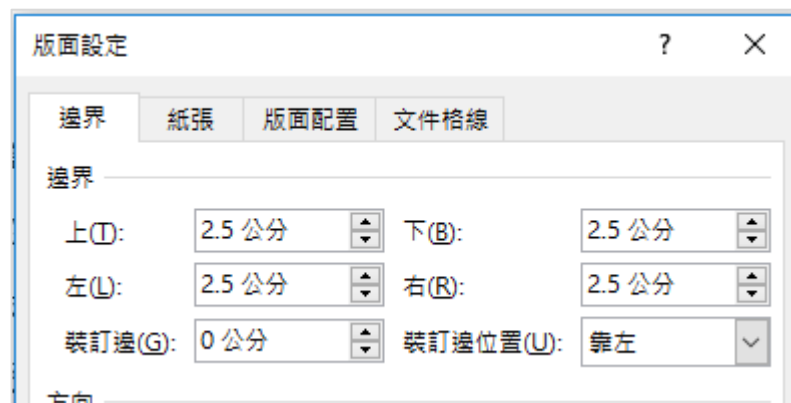 版面設定 ?
邊界 紙張 版面配置 文件格線
邊界
上(T): 2.5 公分 下(B): 2.5 公分
左(L): 2.5 公分 右(R): 2.5 公分
裝訂邊(G): 0 公分 裝訂邊位置(U): 靠左
方向